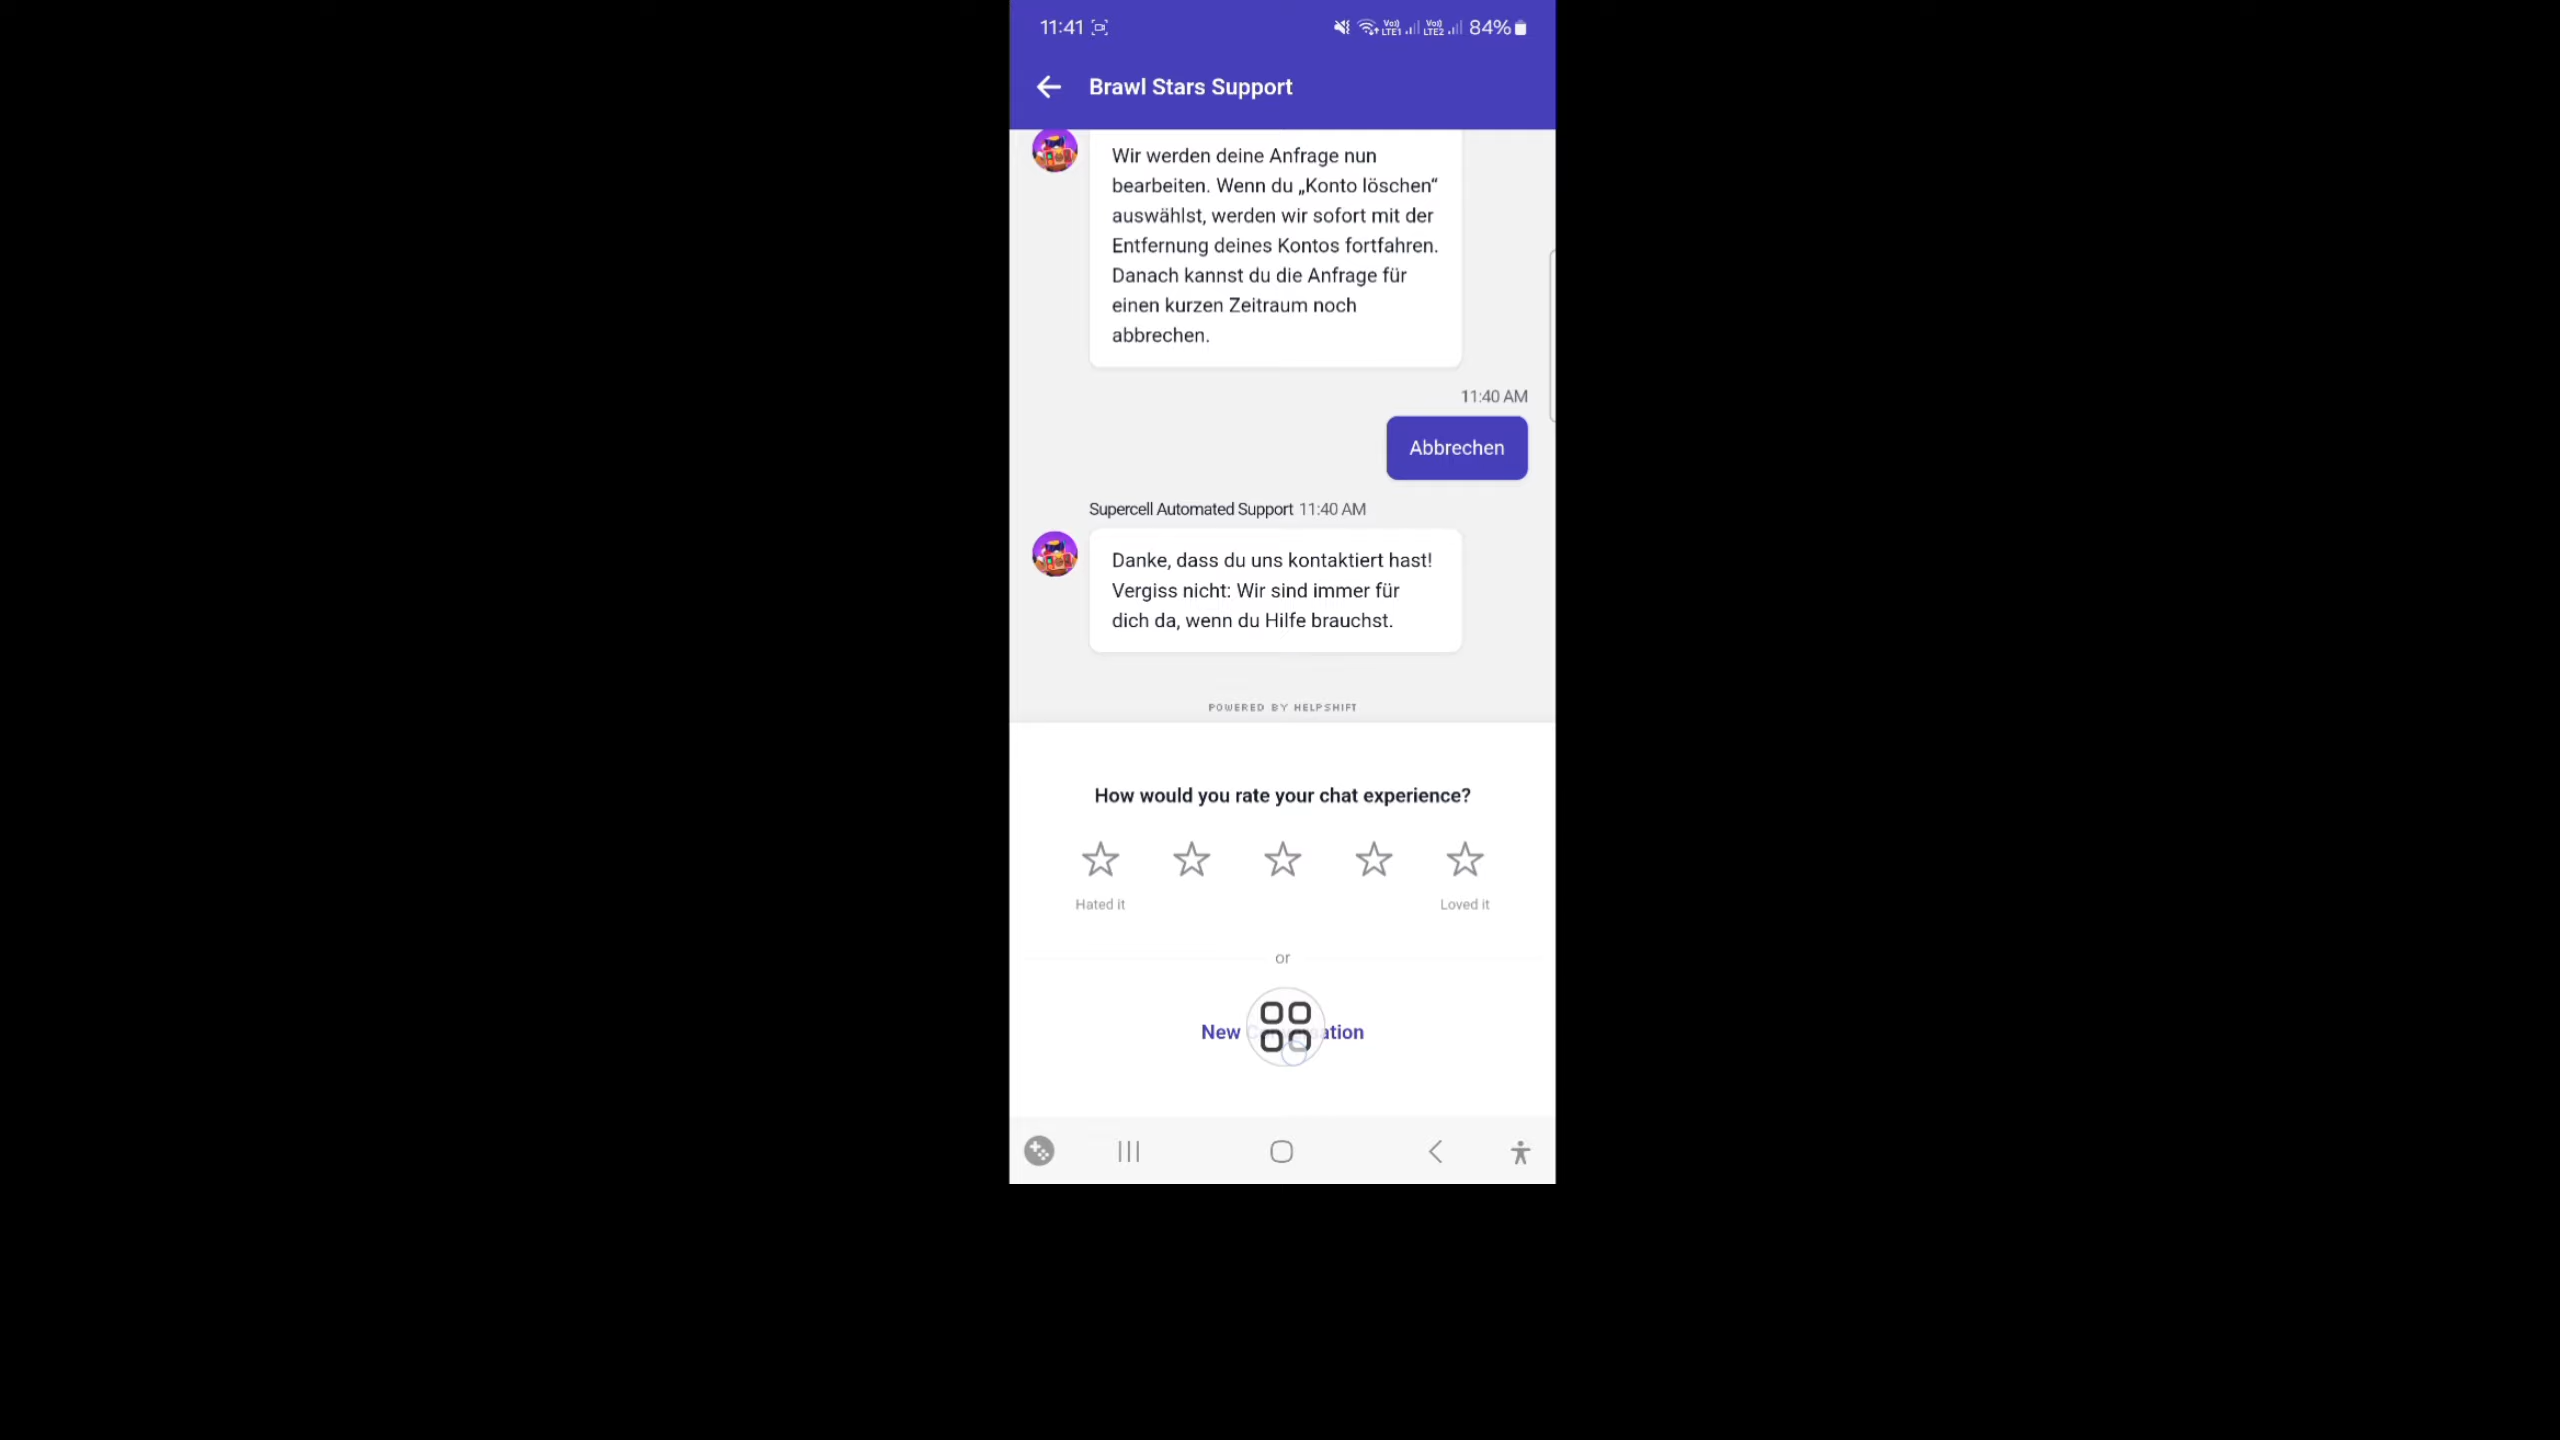 11:41
Vo)) LTE1 Vo)) LTE2 84%
Brawl Stars Support
Wir werden deine Anfrage nun
bearbeiten. Wenn du „Konto löschen“
auswählst, werden wir sofort mit der
Entfernung deines Kontos fortfahren.
Danach kannst du die Anfrage für
einen kurzen Zeitraum noch
abbrechen.
11:40 AM
Abbrechen
Supercell Automated Support 11:40 AM
Danke, dass du uns kontaktiert hast!
Vergiss nicht: Wir sind immer für
dich da, wenn du Hilfe brauchst.
POWERED BY HELPSHIFT
How would you rate your chat experience?
Hated it
Loved it
or
New